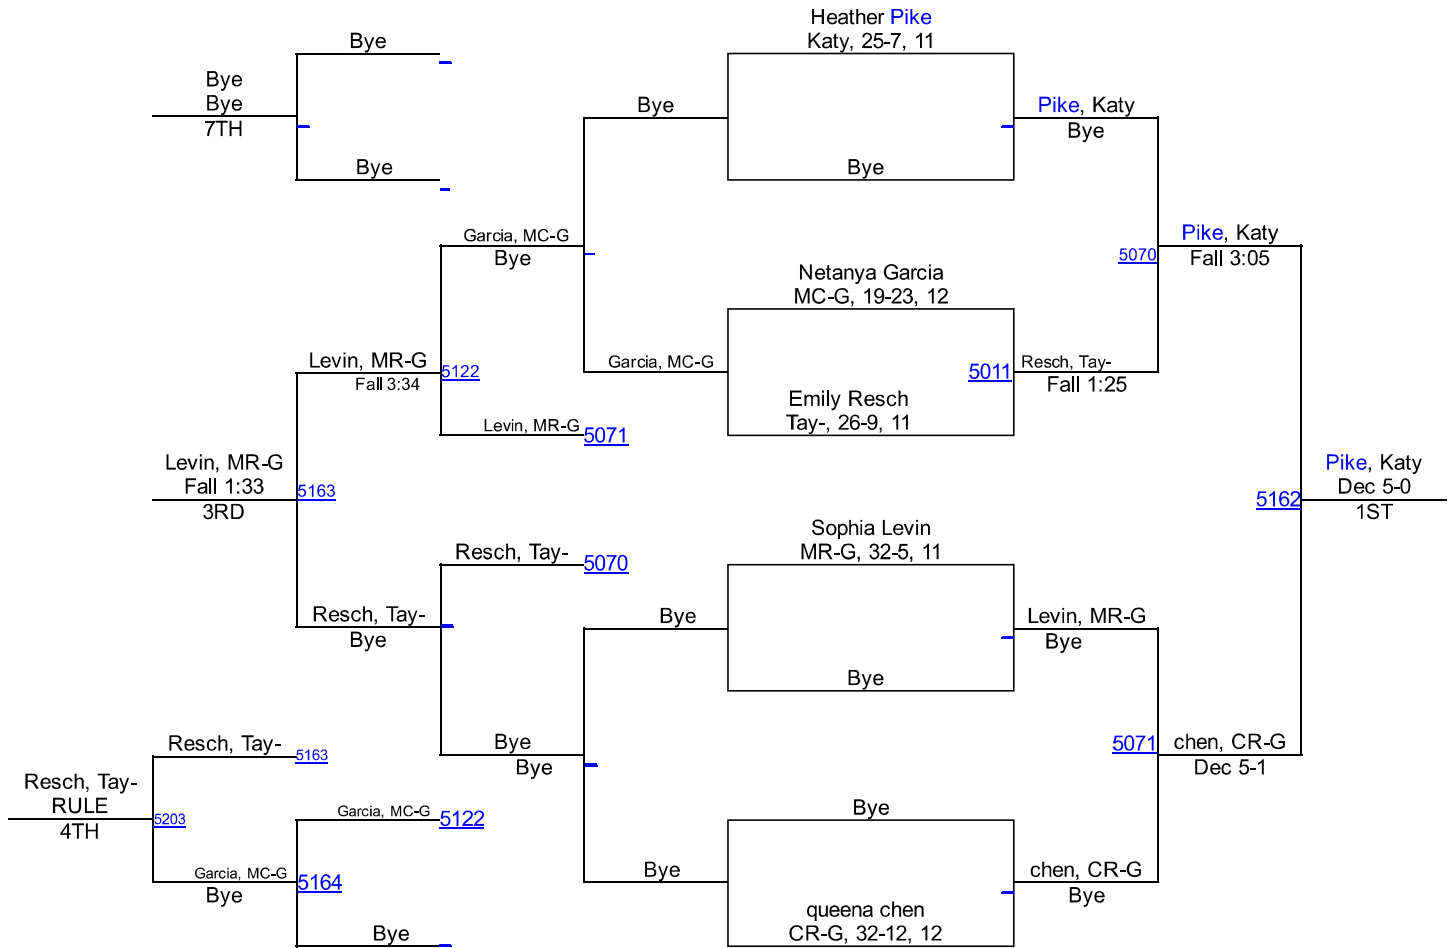 Heather Pike
Katy, 25-7, 11
Bye
Bye
Bye
7TH
Bye
Bye
Bye
Pike, Katy
Bye
Garcia, MC-G
Bye
Netanya Garcia
MC-G, 19-23, 12
5070
Pike, Katy
Fall 3:05
Levin, MR-G
Fall 3:34
5122
Garcia, MC-G
5011
Resch, Tay-
Fall 1:25
Emily Resch
Tay-, 26-9, 11
Levin, MR-G
5071
Levin, MR-G
Fall 1:33
3RD
5163
5162
Pike, Katy
Dec 5-0
1ST
Sophia Levin
MR-G, 32-5, 11
Resch, Tay-
5070
Resch, Tay-
Bye
Bye
Levin, MR-G
Bye
Bye
Bye
Bye
5071
chen, CR-G
Dec 5-1
Resch, Tay-
5163
Resch, Tay-
RULE
4TH
5203
Garcia, MC-G
5122
Bye
Garcia, MC-G
Bye
5164
Bye
chen, CR-G
Bye
queena chen
CR-G, 32-12, 12
Bye